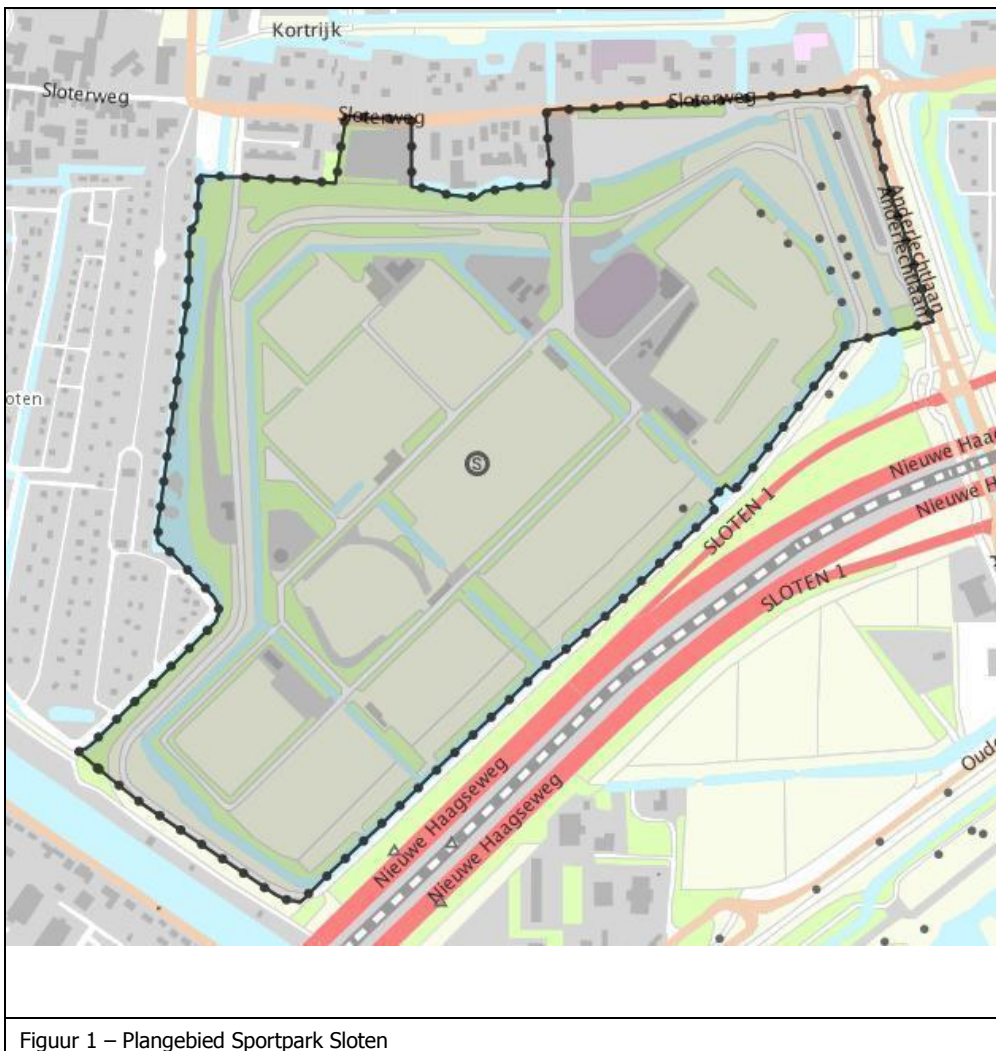 Kortrijk
Sloterweg
Sloterweg
Sloterweg
Anderlechtlaan
Anderlechtlaan
oten
S
Nieuwe Haag
Nieuwe H
SLOTEN 1
SLOTEN 1
Nieuwe Haagseweg
Nieuwe Haagseweg
Oude
Figuur 1 – Plangebied Sportpark Sloten